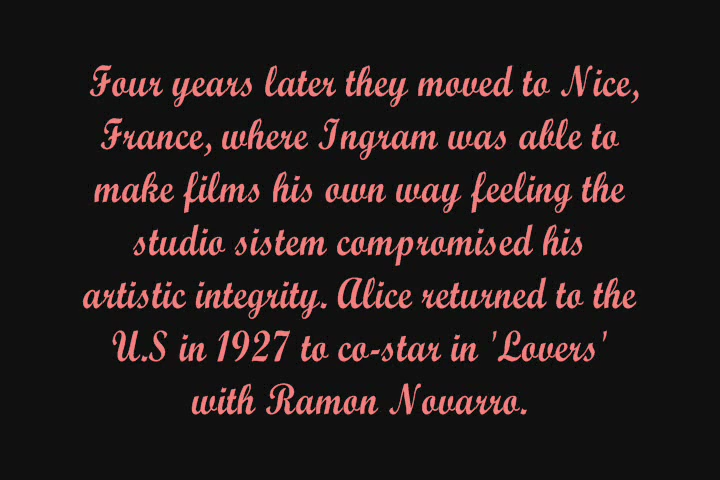 Four years later they moved to Nice,
France, where Ingram was able to
make films his own way feeling the
studio sistem compromised his
artistic integrity. Alice returned to the
U.S in 1927 to co-star in 'Lovers'
with Ramon Novarro.